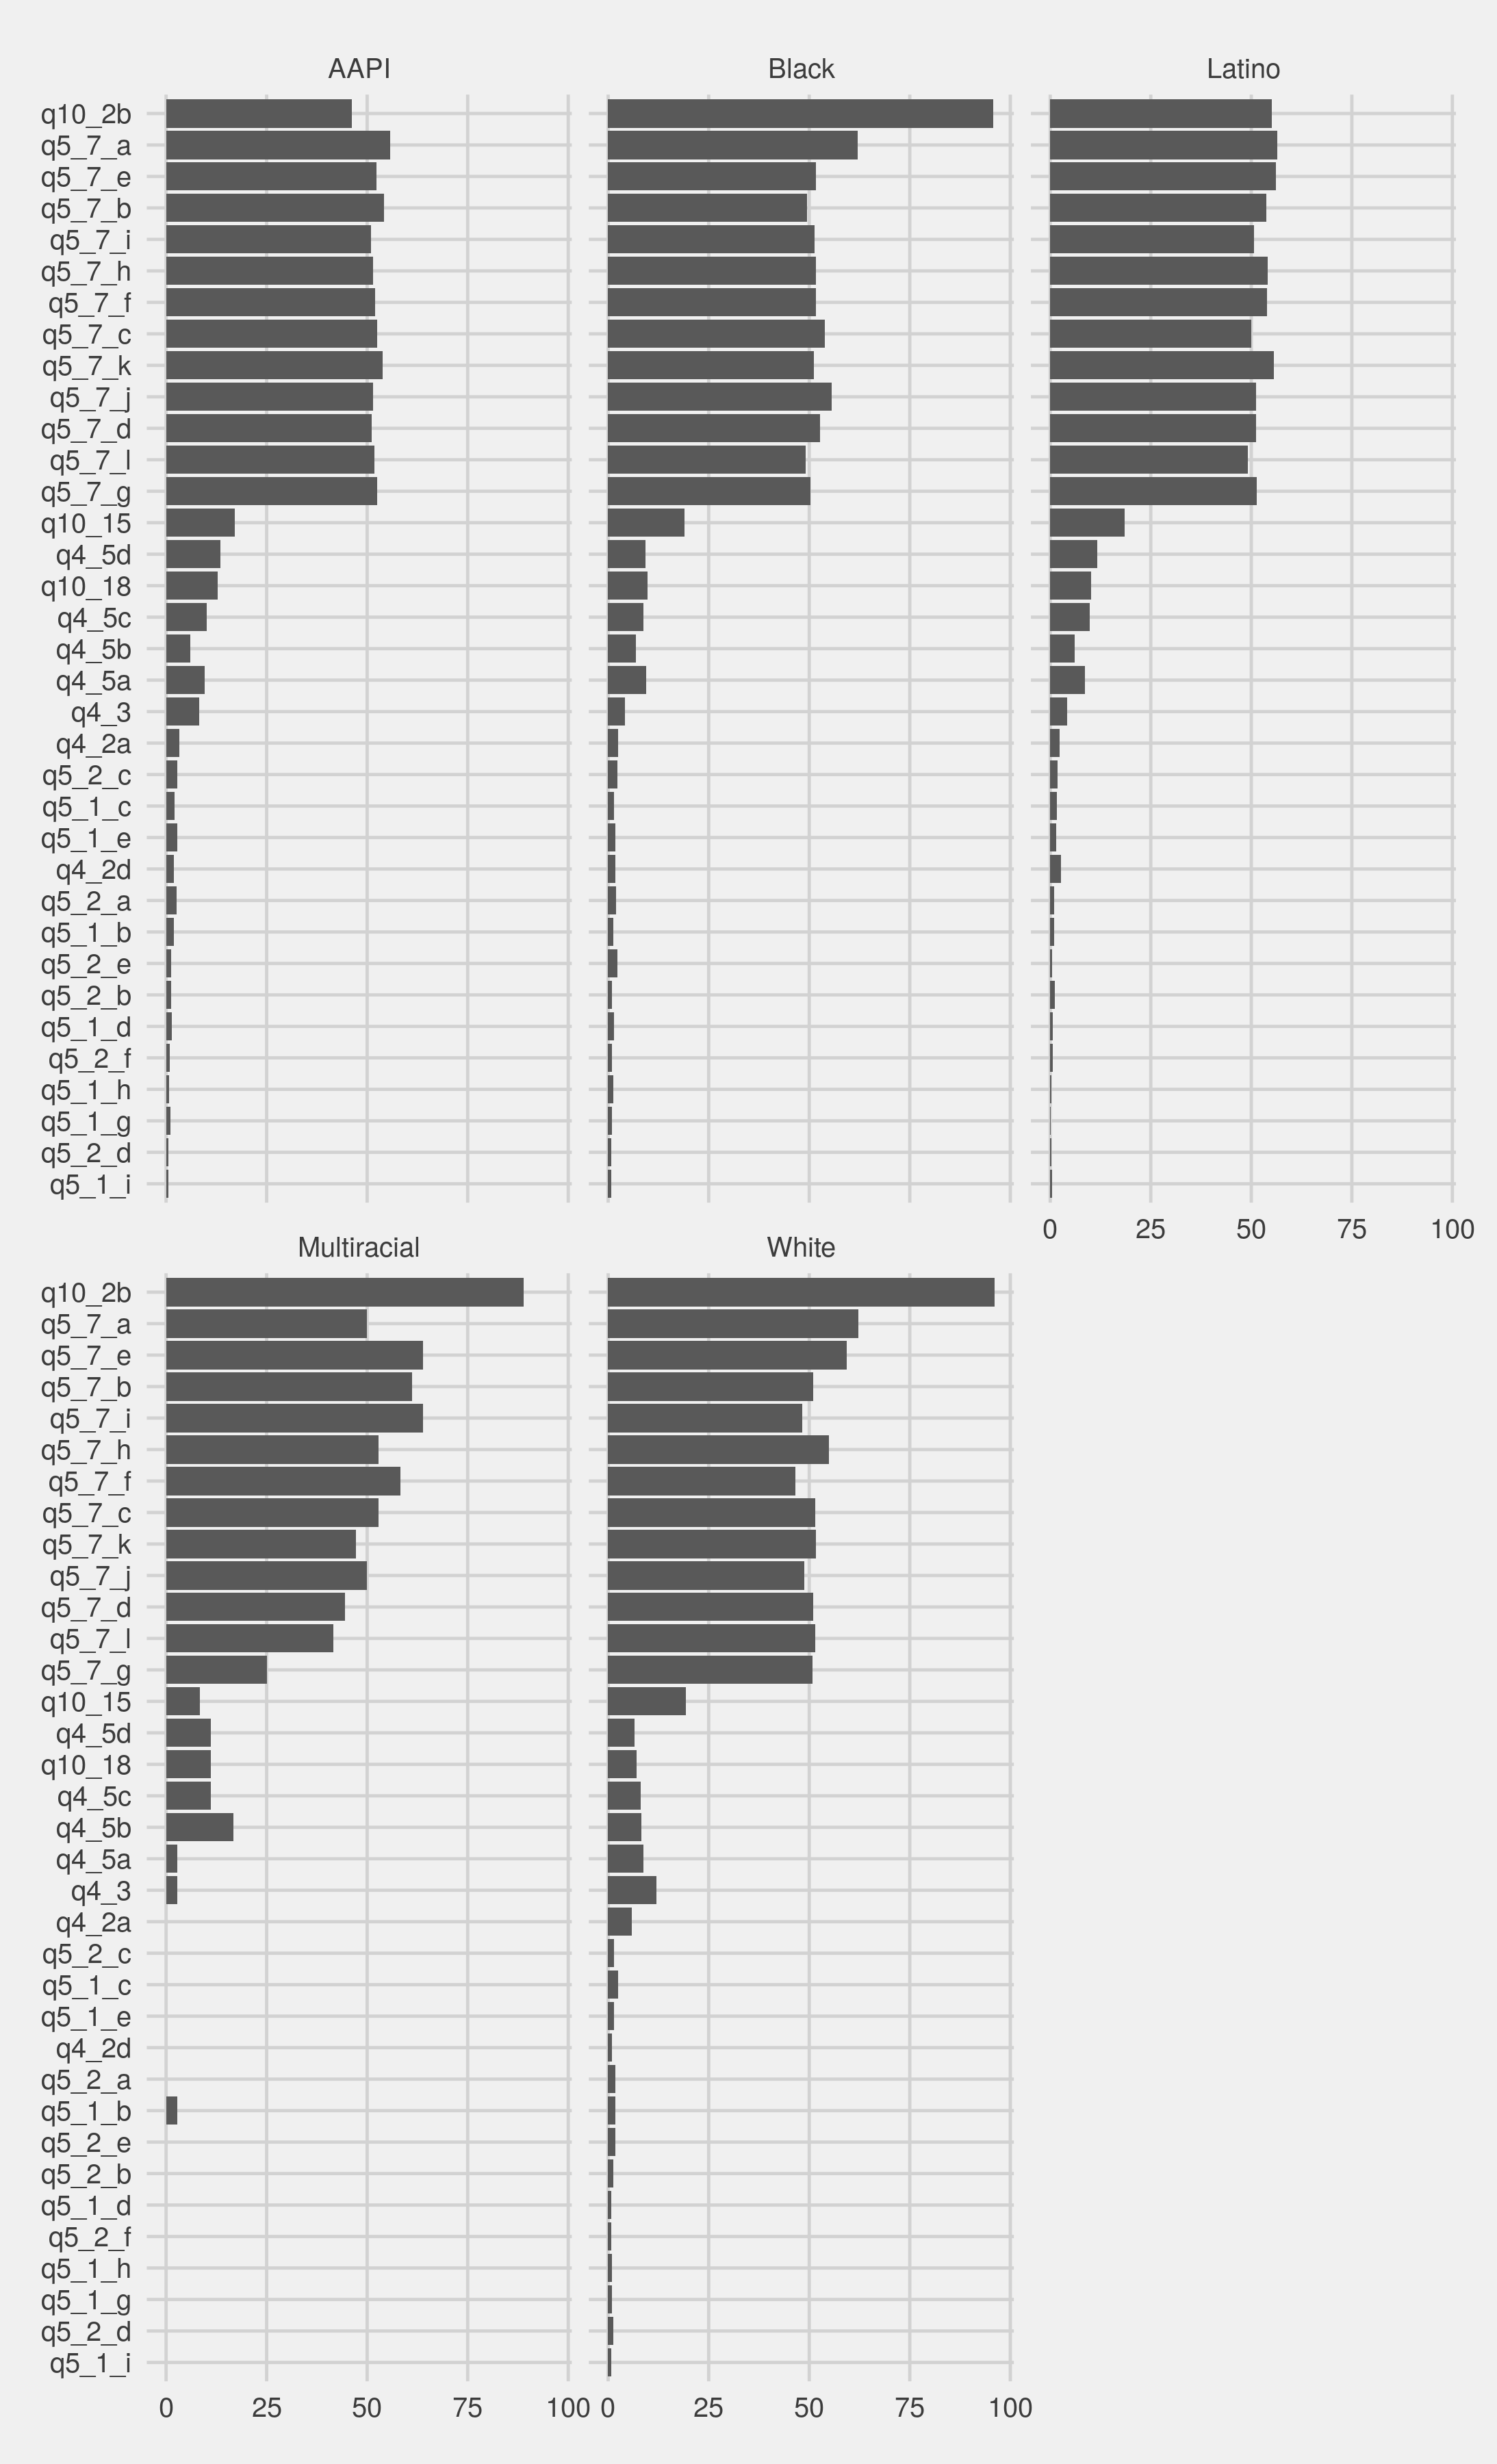 AAPI Black Latino
q10_2b
q5_7_a
q5_7_e
q5_7_b
q5_7_i
q5_7_h
q5_7_f
q5_7_c
q5_7_k
q5_7_j
q5_7_d
q5_7_l
q5_7_g
q10_15
q4_5d
q10_18
q4_5c
q4_5b
q4_5a
q4_3
q4_2a
q5_2_c
q5_1_c
q5_1_e
q4_2d
q5_2_a
q5_1_b
q5_2_e
q5_2_b
q5_1_d
q5_2_f
q5_1_h
q5_1_g
q5_2_d
q5_1_i
0 25 50 75 100
Multiracial White
q10_2b
q5_7_a
q5_7_e
q5_7_b
q5_7_i
q5_7_h
q5_7_f
q5_7_c
q5_7_k
q5_7_j
q5_7_d
q5_7_l
q5_7_g
q10_15
q4_5d
q10_18
q4_5c
q4_5b
q4_5a
q4_3
q4_2a
q5_2_c
q5_1_c
q5_1_e
q4_2d
q5_2_a
q5_1_b
q5_2_e
q5_2_b
q5_1_d
q5_2_f
q5_1_h
q5_1_g
q5_2_d
q5_1_i
0 25 50 75 100 0 25 50 75 100